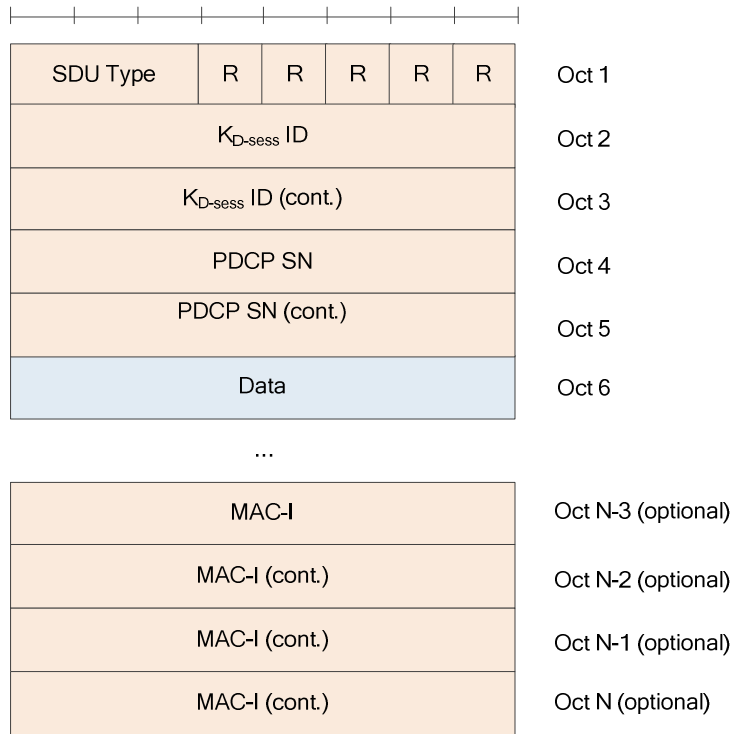 SDU Type R R R R R Oct 1
K_D-sess ID Oct 2
K_D-sess ID (cont.) Oct 3
PDCP SN Oct 4
PDCP SN (cont.) Oct 5
Data Oct 6
...
MAC-I Oct N-3 (optional)
MAC-I (cont.) Oct N-2 (optional)
MAC-I (cont.) Oct N-1 (optional)
MAC-I (cont.) Oct N (optional)